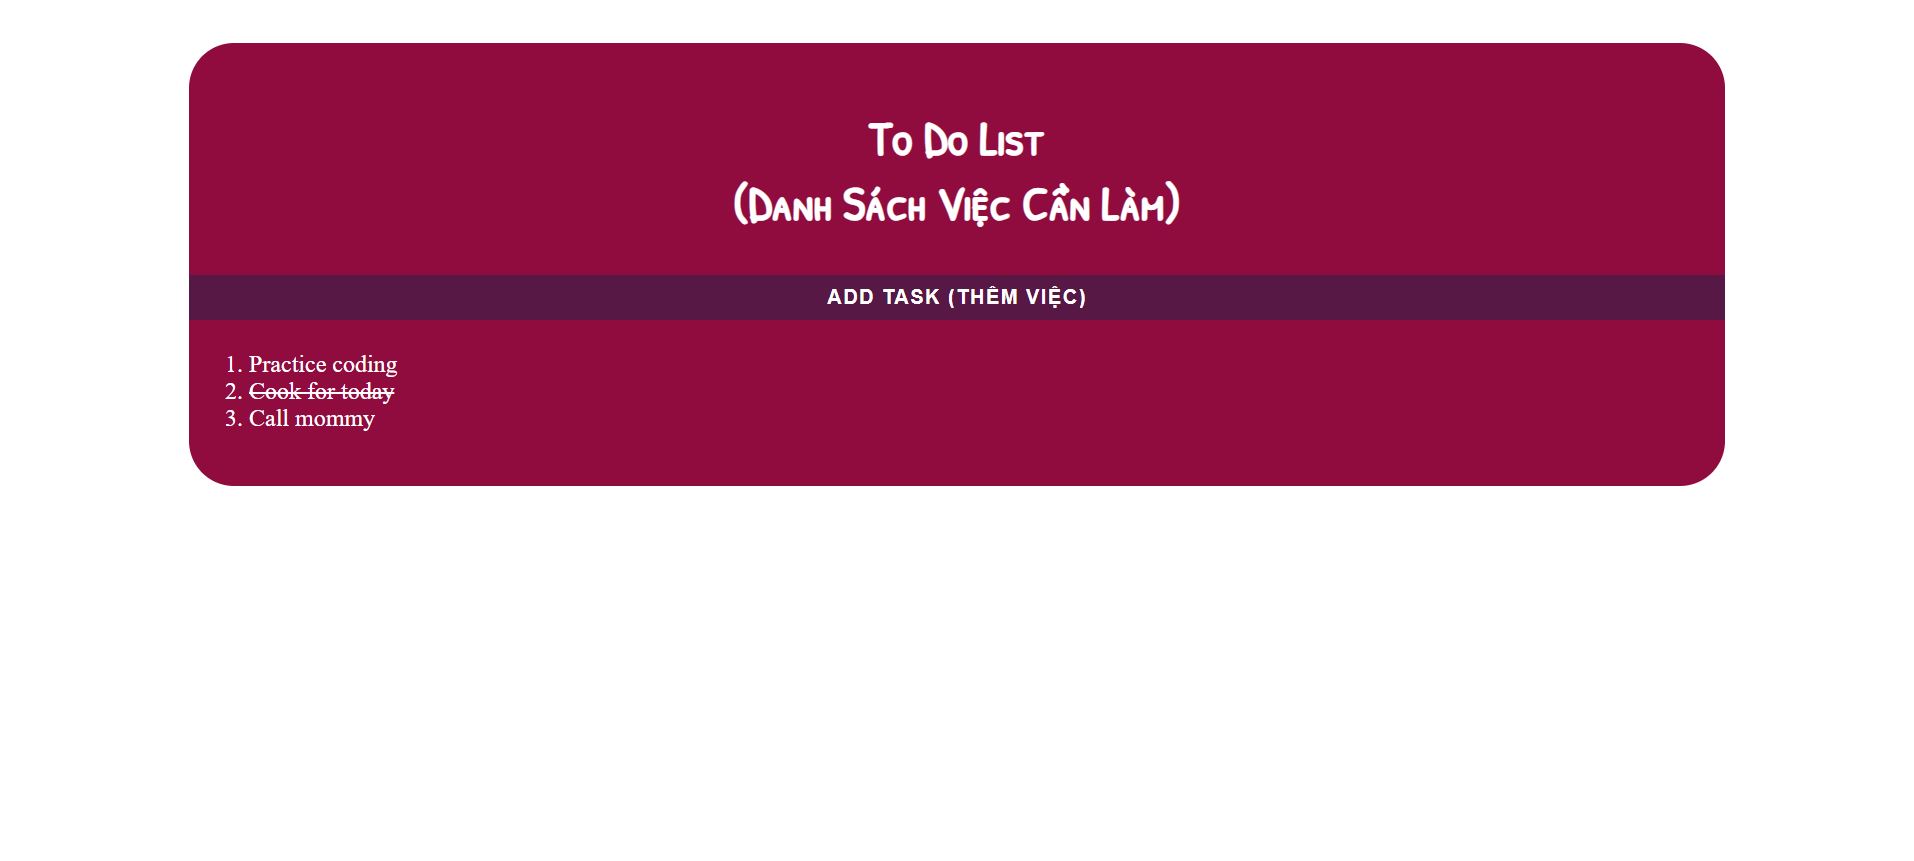 To Do List
(Danh Sách Việc Cần Làm)
ADD TASK (THÊM VIỆC)
1. Practice coding
2. Cook for today
3. Call mommy